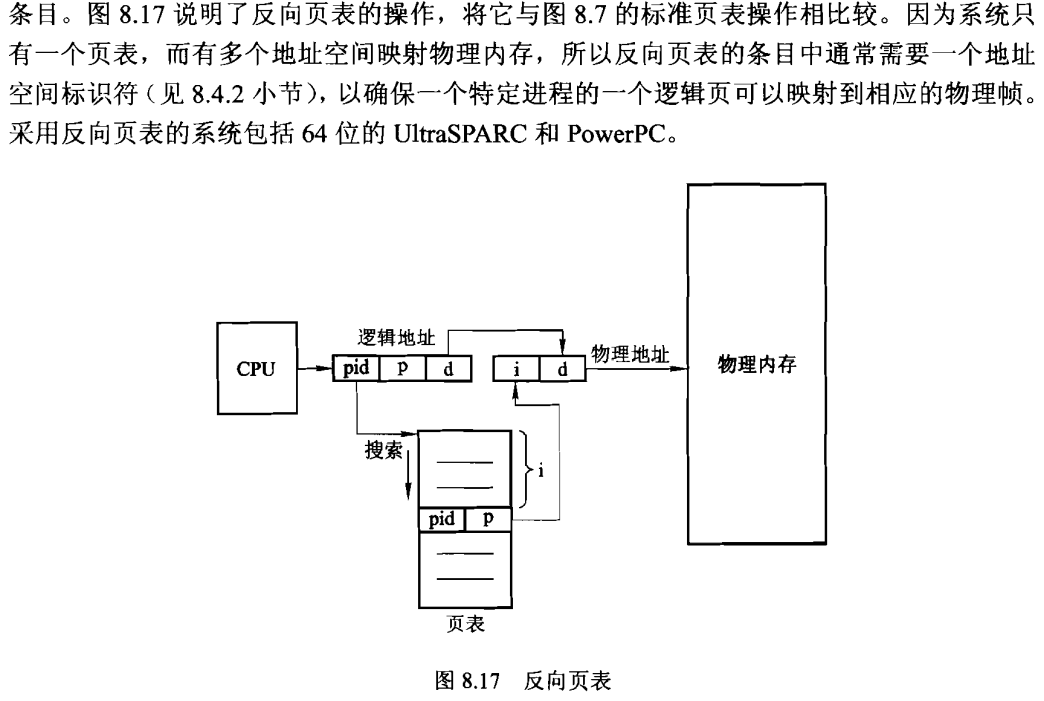 条目。图 8.17 说明了反向页表的操作，将它与图 8.7 的标准页表操作相比较。因为系统只
有一个页表，而有多个地址空间映射物理内存，所以反向页表的条目中通常需要一个地址
空间标识符（见 8.4.2 小节），以确保一个特定进程的一个逻辑页可以映射到相应的物理帧。
采用反向页表的系统包括 64 位的 UltraSPARC 和 PowerPC。
逻辑地址
物理地址
CPU
pid p d
i d
物理内存
搜索
i
pid p
页表
图 8.17 反向页表